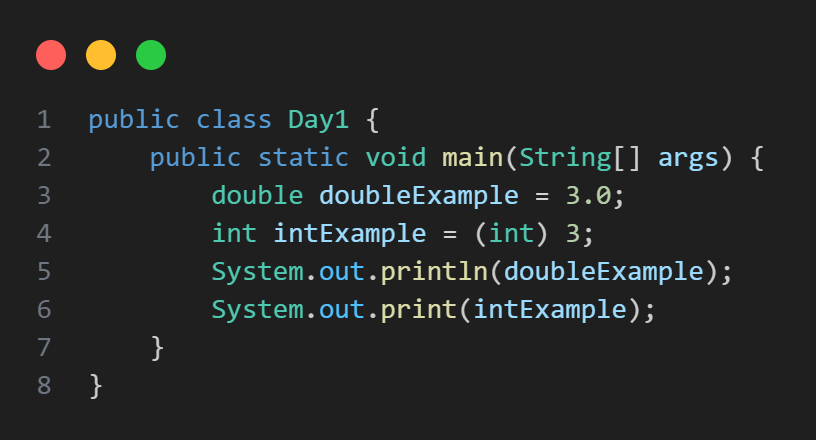 1 public class Day1 {
2     public static void main(String[] args) {
3         double doubleExample = 3.0;
4         int intExample = (int) 3;
5         System.out.println(doubleExample);
6         System.out.print(intExample);
7     }
8 }